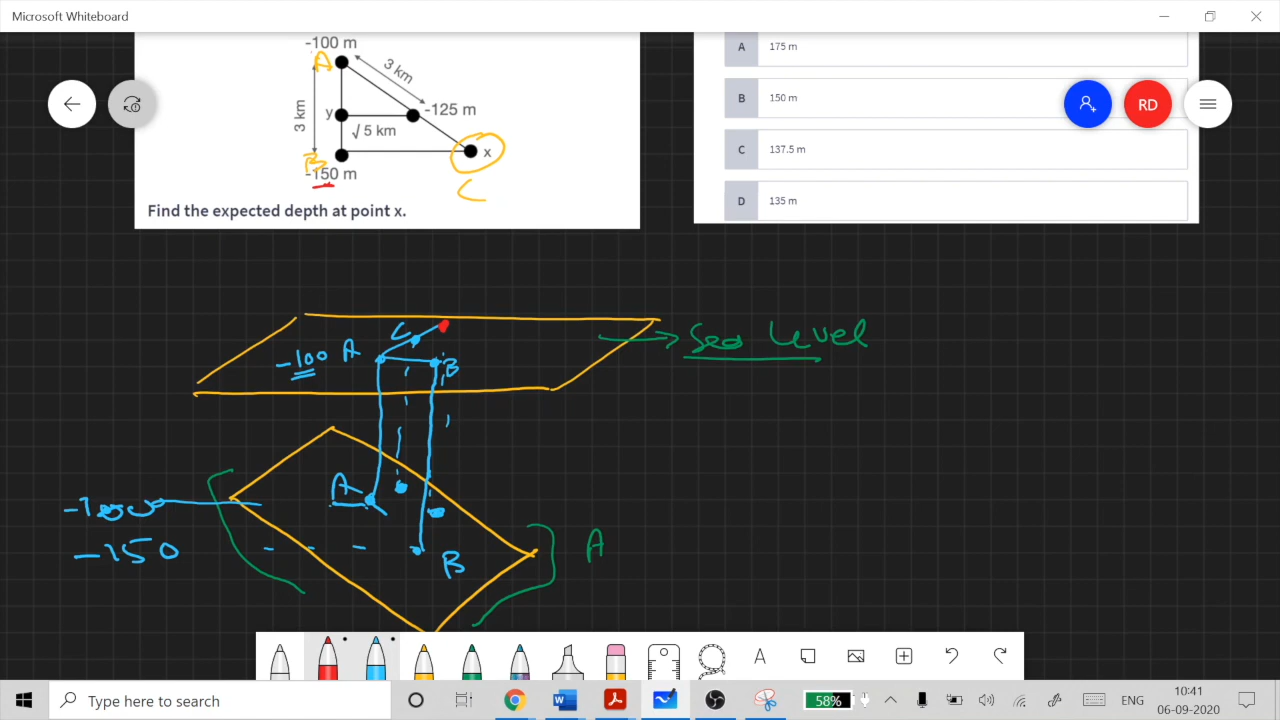 Microsoft Whiteboard
-100 m
A
3 km
3 km
-125 m
y
√5 km
x
B
-150 m
C
Find the expected depth at point x.
A 175 m
B 150 m
C 137.5 m
D 135 m
RD
Sea Level
-100 A
C
B
A
-100
-150
B
A
A
Type here to search
58%
ENG
10:41
06-09-2020